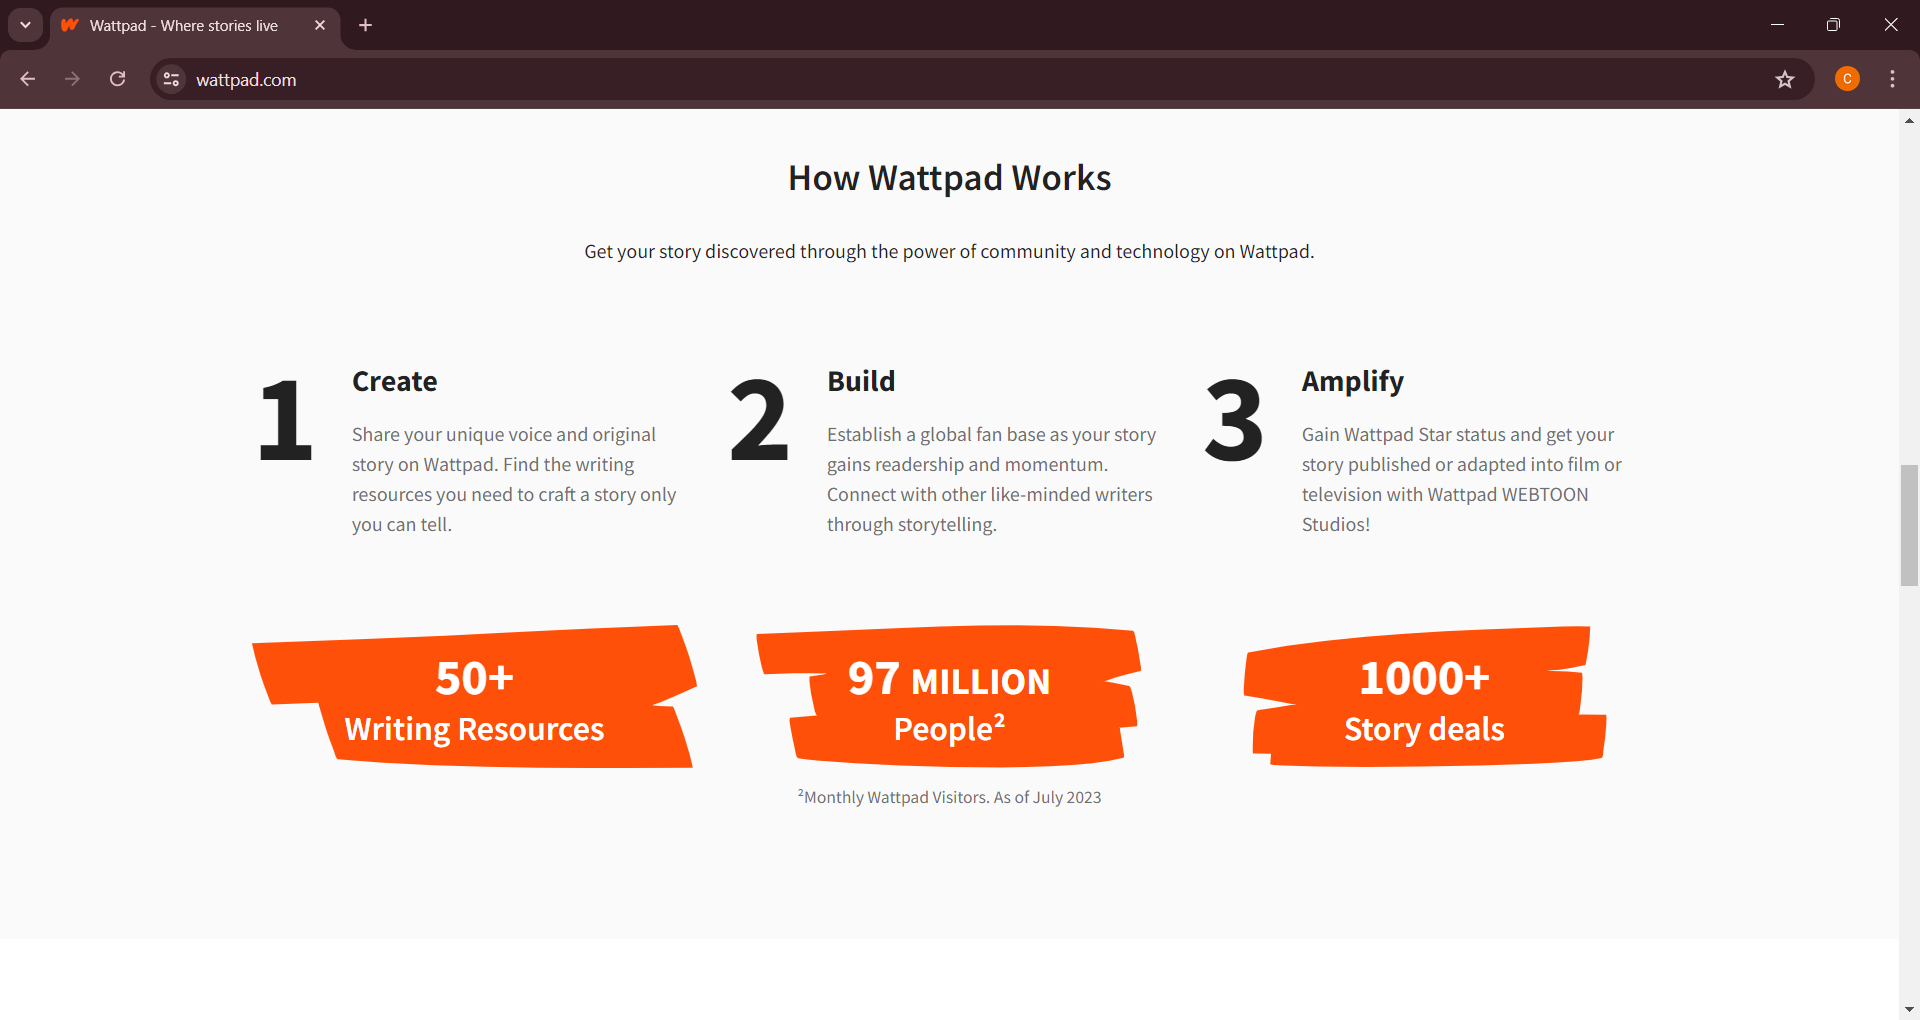 Wattpad - Where stories live
wattpad.com
C
How Wattpad Works
Get your story discovered through the power of community and technology on Wattpad.
1
Create
Share your unique voice and original
story on Wattpad. Find the writing
resources you need to craft a story only
you can tell.
2
Build
Establish a global fan base as your story
gains readership and momentum.
Connect with other like-minded writers
through storytelling.
3
Amplify
Gain Wattpad Star status and get your
story published or adapted into film or
television with Wattpad WEBTOON
Studios!
50+
Writing Resources
97 MILLION
People²
1000+
Story deals
²Monthly Wattpad Visitors. As of July 2023